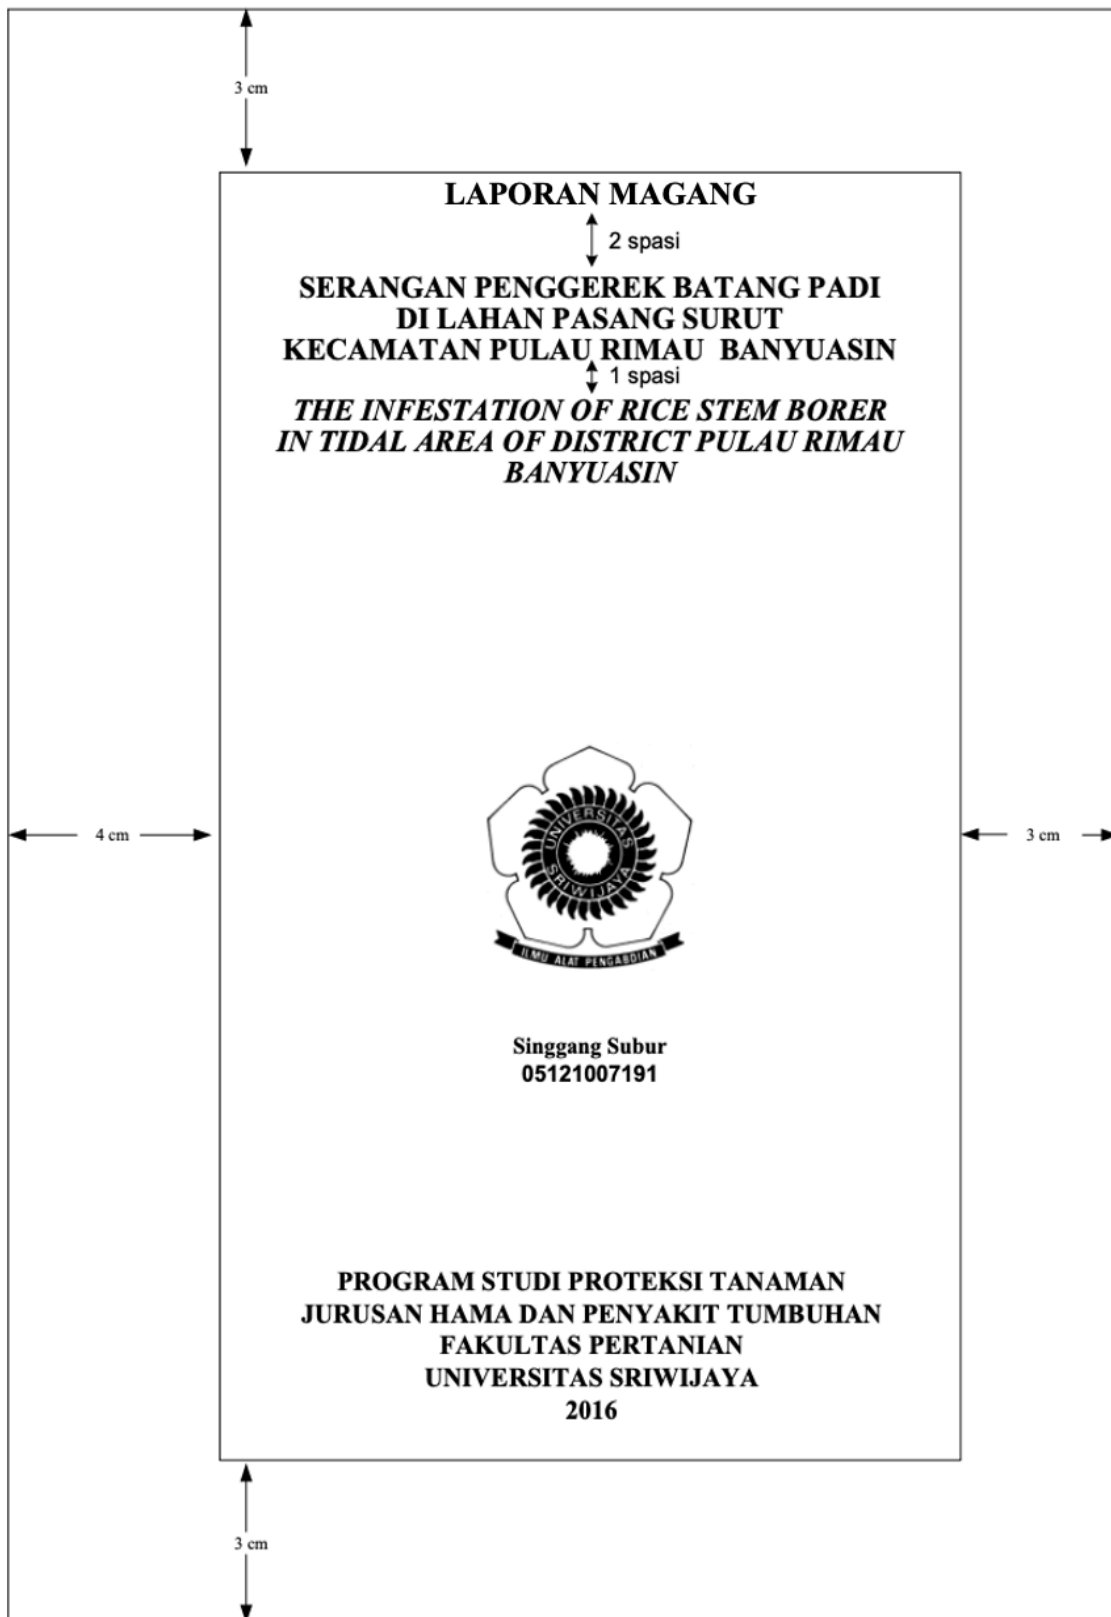 3 cm
LAPORAN MAGANG
2 spasi
SERANGAN PENGGEREK BATANG PADI
DI LAHAN PASANG SURUT
KECAMATAN PULAU RIMAU  BANYUASIN
1 spasi
THE INFESTATION OF RICE STEM BORER
IN TIDAL AREA OF DISTRICT PULAU RIMAU
BANYUASIN
4 cm
3 cm
UNIVERSITAS
SRIWIJAYA
ILMU ALAT PENGABDIAN
Singgang Subur
05121007191
PROGRAM STUDI PROTEKSI TANAMAN
JURUSAN HAMA DAN PENYAKIT TUMBUHAN
FAKULTAS PERTANIAN
UNIVERSITAS SRIWIJAYA
2016
3 cm